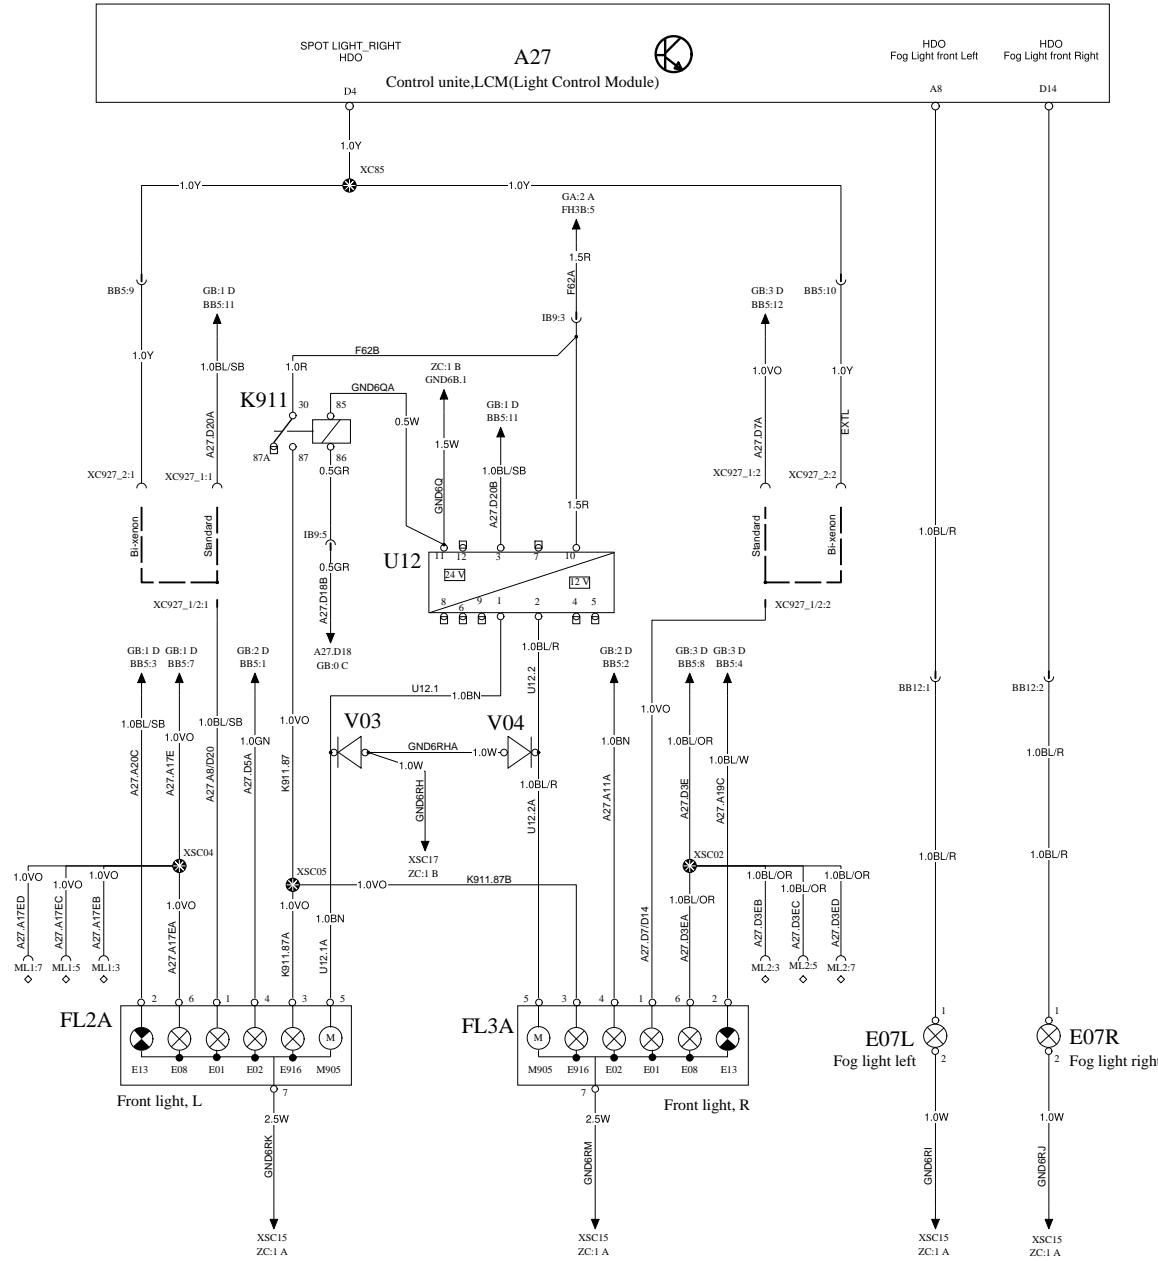 SPOT LIGHT_RIGHT
HDO
A27
Control unite,LCM(Light Control Module)
HDO
Fog Light front Left
HDO
Fog Light front Right
D4
A8
D14
1.0Y
XC85
1.0Y
1.0Y
GA:2 A
FH3B:5
1.5R
F62A
BB5:9
GB:1 D
BB5:11
IB9:3
GB:3 D
BB5:12
BB5:10
1.0Y
1.0BL/SB
A27.D20A
F62B
1.0R
ZC:1 B
GND6B.1
1.0VO
A27.D7A
1.0Y
EXTL
K911
30
85
GND6QA
0.5W
GB:1 D
BB5:11
87A
87
86
1.5W
GND6Q
1.0BL/SB
A27.D20B
1.5R
0.5GR
XC927_2:1
XC927_1:1
XC927_1:2
XC927_2:2
Bi-xenon
Standard
Standard
Bi-xenon
1.0BL/R
IB9:5
0.5GR
A27.D18B
U12
11
12
3
7
10
24 V
12 V
8
6
9
1
2
4
5
XC927_1/2:1
XC927_1/2:2
A27.D18
GB:0 C
GB:1 D
BB5:3
GB:1 D
BB5:7
GB:2 D
BB5:1
1.0BL/R
U12.2
GB:2 D
BB5:2
GB:3 D
BB5:8
GB:3 D
BB5:4
BB12:1
BB12:2
U12.1
1.0BN
1.0BL/SB
A27.A20C
1.0VO
A27.A17E
1.0BL/SB
A27.A8/D20
1.0GN
A27.D5A
1.0VO
K911.87
V03
V04
GND6RHA
1.0W
1.0W
GND6RH
1.0BL/R
U12.2A
1.0BN
A27.A11A
1.0VO
1.0BL/OR
A27.D3E
1.0BL/W
A27.A19C
1.0BL/R
XSC17
ZC:1 B
XSC04
XSC05
XSC02
1.0VO
1.0VO
1.0VO
1.0VO
1.0VO
1.0VO
K911.87B
1.0BL/OR
1.0BL/OR
1.0BL/OR
1.0BL/OR
1.0BL/R
1.0BL/R
A27.A17ED
A27.A17EC
A27.A17EB
A27.A17EA
K911.87A
1.0BN
U12.1A
A27.D7/D14
A27.D3EA
A27.D3EB
A27.D3EC
A27.D3ED
ML1:7
ML1:5
ML1:3
ML2:3
ML2:5
ML2:7
FL2A
2
6
1
4
3
5
M
E13
E08
E01
E02
E916
M905
7
Front light, L
FL3A
5
3
4
1
6
2
M
M905
E916
E02
E01
E08
E13
7
Front light, R
1
E07L
Fog light left
2
1
E07R
Fog light right
2
2.5W
GND6RK
2.5W
GND6RM
1.0W
GND6RI
1.0W
GND6RJ
XSC15
ZC:1 A
XSC15
ZC:1 A
XSC15
ZC:1 A
XSC15
ZC:1 A